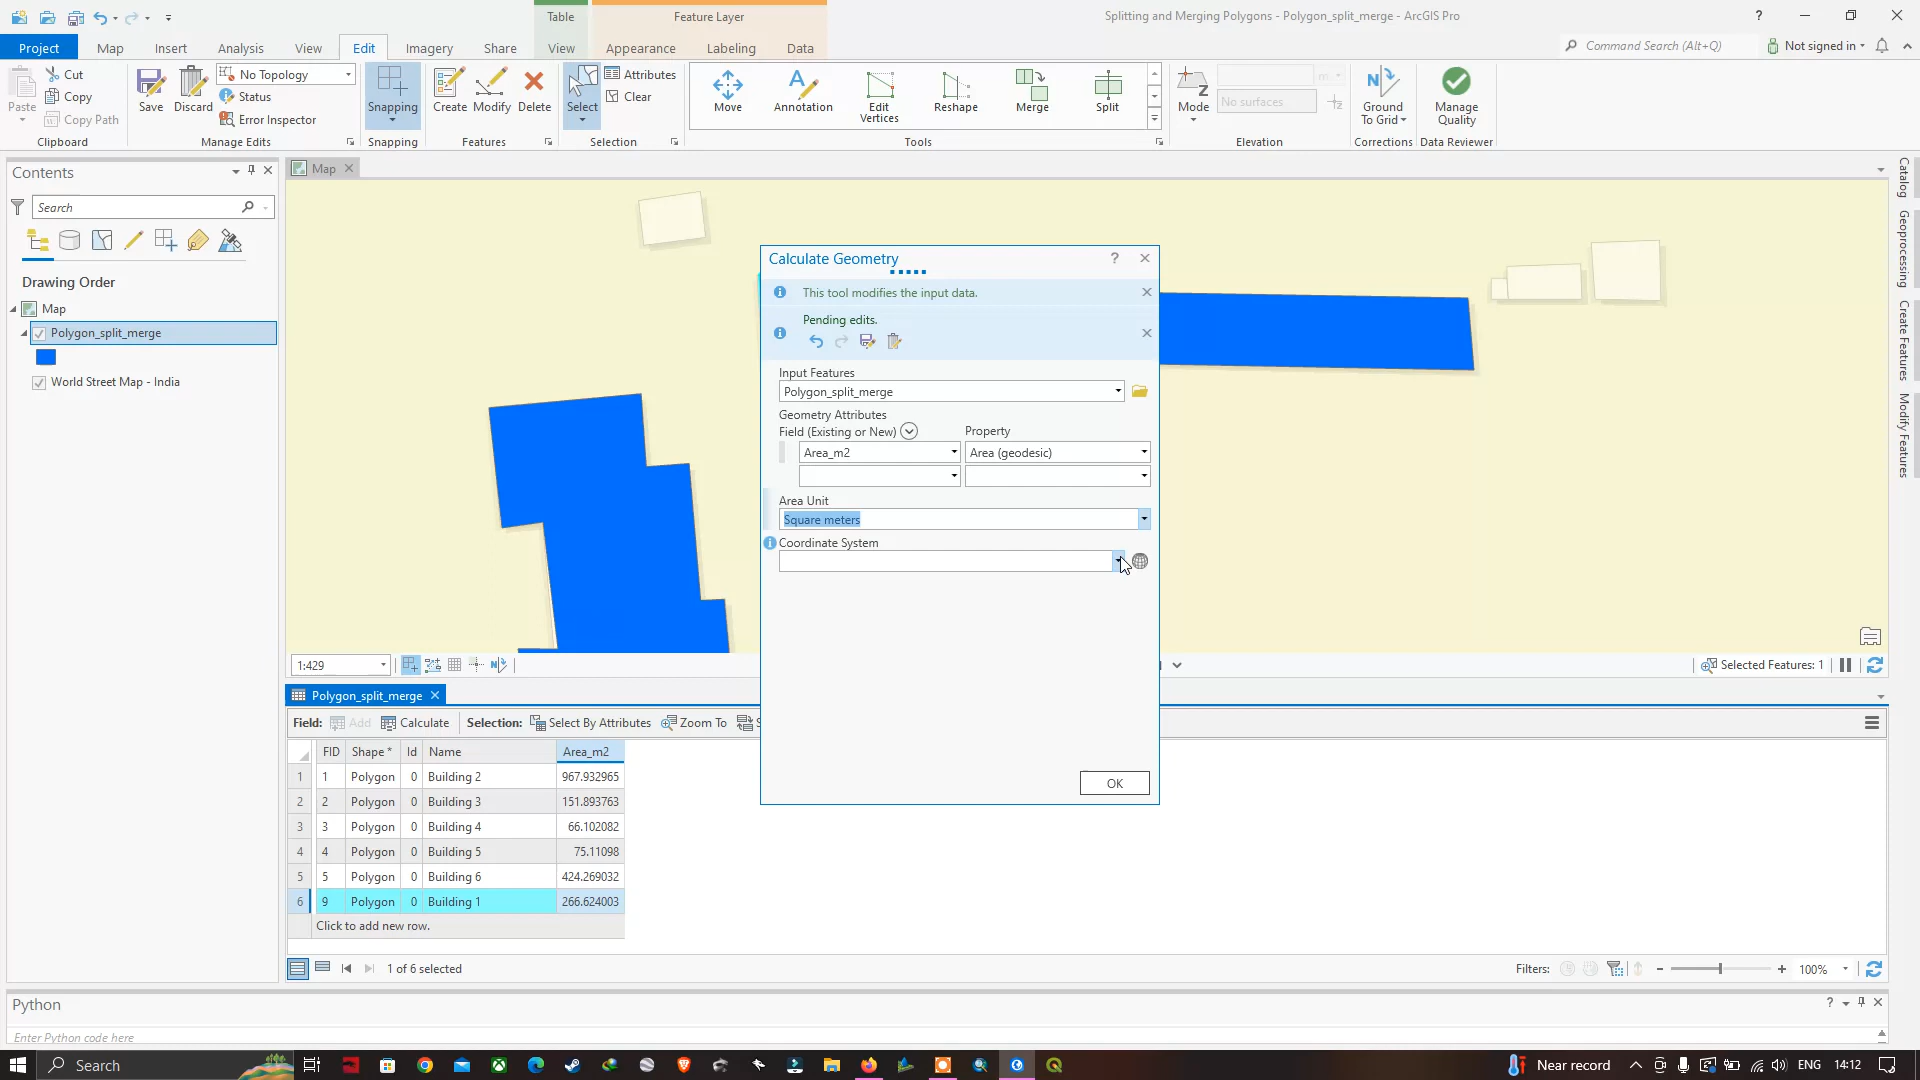 Table
Feature Layer
Splitting and Merging Polygons - Polygon_split_merge - ArcGIS Pro
?
Project
Map
Insert
Analysis
View
Edit
Imagery
Share
View
Appearance
Labeling
Data
Command Search (Alt+Q)
Not signed in
Paste
Cut
Copy
Copy Path
Clipboard
Save
Discard
No Topology
Status
Error Inspector
Manage Edits
Snapping
Snapping
Create
Modify
Delete
Features
Select
Attributes
Clear
Selection
Move
Annotation
Edit
Vertices
Reshape
Merge
Split
Tools
Mode
m
No surfaces
Elevation
Ground
To Grid
Corrections
Manage
Quality
Data Reviewer
Contents
Search
Drawing Order
Map
Polygon_split_merge
World Street Map - India
Map
Calculate Geometry
?
This tool modifies the input data.
Pending edits.
Input Features
Polygon_split_merge
Geometry Attributes
Field (Existing or New)
Property
Area_m2
Area (geodesic)
Area Unit
Square meters
Coordinate System
OK
Catalog
Geoprocessing
Create Features
Modify Features
1:429
Selected Features: 1
Polygon_split_merge
Field:
Add
Calculate
Selection:
Select By Attributes
Zoom To
FID Shape * Id Name Area_m2
1 1 Polygon 0 Building 2 967.932965
2 2 Polygon 0 Building 3 151.893763
3 3 Polygon 0 Building 4 66.102082
4 4 Polygon 0 Building 5 75.11098
5 5 Polygon 0 Building 6 424.269032
6 9 Polygon 0 Building 1 266.624003
Click to add new row.
1 of 6 selected
Filters:
100%
Python
?
Enter Python code here
Search
Near record
ENG
14:12